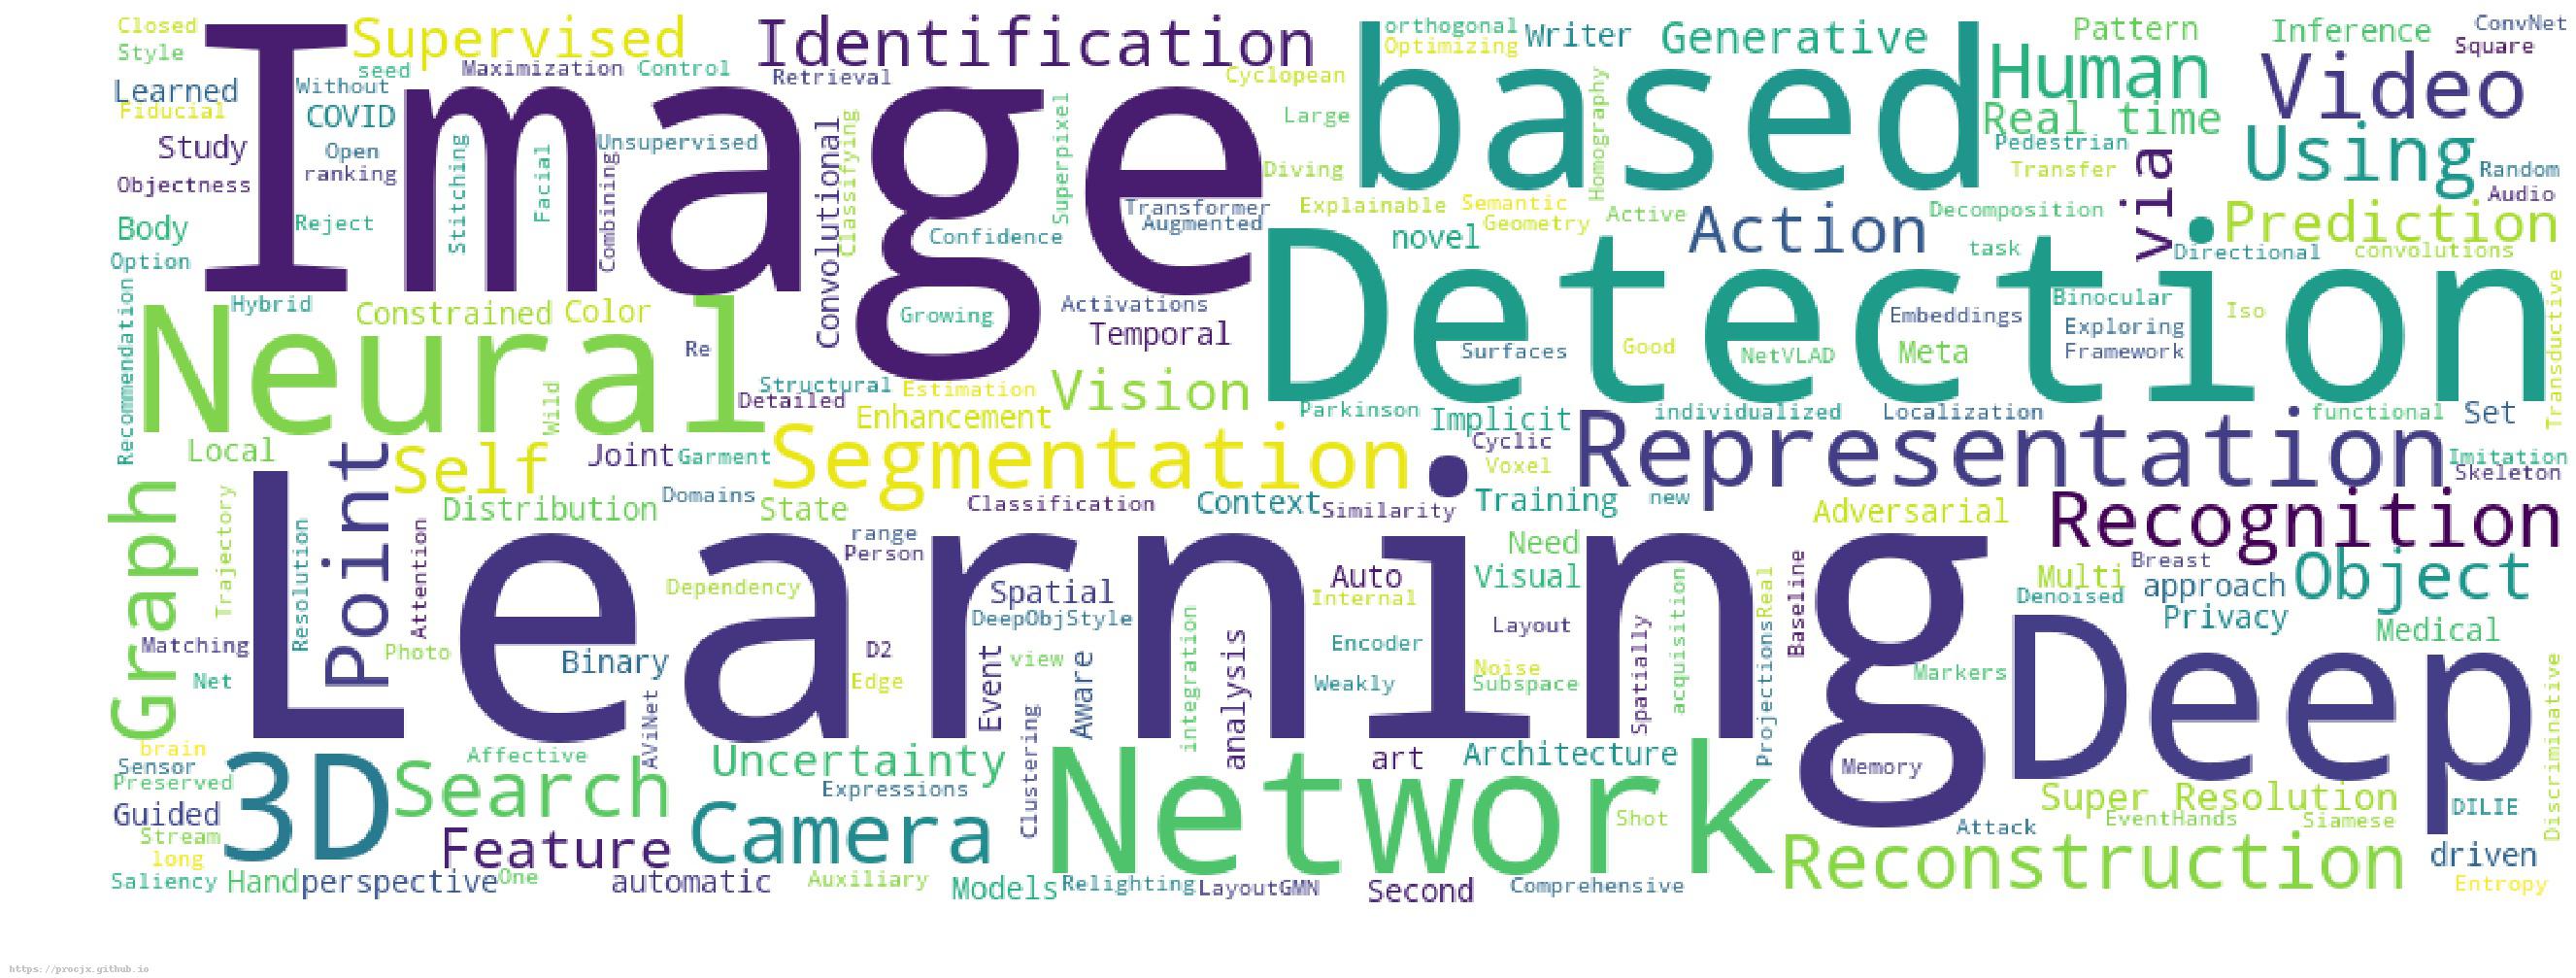 Closed
Style
Supervised
Identification
orthogonal
Optimizing
Writer
Generative
Pattern
Inference
ConvNet
Square
Image
based
Human
Video
seed
Maximization
Control
Retrieval
Cyclopean
Learned
Fiducial
Without
COVID
Real time
Using
Large
Homography
Study
Open
ranking
Unsupervised
Superpixel
Classifying
Convolutional
Pedestrian
Transfer
via
Random
Audio
Objectness
Stitching
Facial
Combining
Diving
Explainable
Semantic
Geometry
Active
Action
Decomposition
Prediction
Body
Option
Reject
Transformer
Augmented
Confidence
novel
Detection
task
Directional
convolutions
Recommendation
Hybrid
Constrained
Color
Growing
Activations
Temporal
Embeddings
Binocular
Exploring
Framework
Iso
Transductive
Neural
Re
Surfaces
Good
NetVLAD
Meta
Structural
Detailed
Estimation
Enhancement
Vision
Wild
Parkinson
Implicit
individualized
Localization
functional
Set
Local
Point
Self
Joint
Garment
Segmentation
Cyclic
Voxel
Representation
Imitation
Skeleton
Graph
Distribution
Domains
State
Classification
Context
Similarity
Training
new
Adversarial
Recognition
Trajectory
Resolution
Attention
Learning
range
Person
Need
Visual
Auto
Internal
Baseline
Breast
Multi
Denoised
approach
Object
Privacy
Dependency
Spatial
DeepObjStyle
Matching
Photo
Net
Binary
D2
Edge
Event
view
Aware
integration
analysis
Encoder
Weakly
Layout
Noise
Subspace
Spatially
acquisition
Real
Projections
Markers
Medical
Deep
Discriminative
brain
Sensor
Preserved
3D
Affective
Search
AViNet
Uncertainty
Expressions
Clustering
Network
art
Architecture
Memory
Super Resolution
DILIE
Guided
Stream
long
Feature
Camera
Shot
Attack
EventHands
Siamese
Saliency
Hand
perspective
One
automatic
Auxiliary
Models
Relighting
LayoutGMN
Second
Comprehensive
Reconstruction
driven
Entropy
https://procjx.github.io